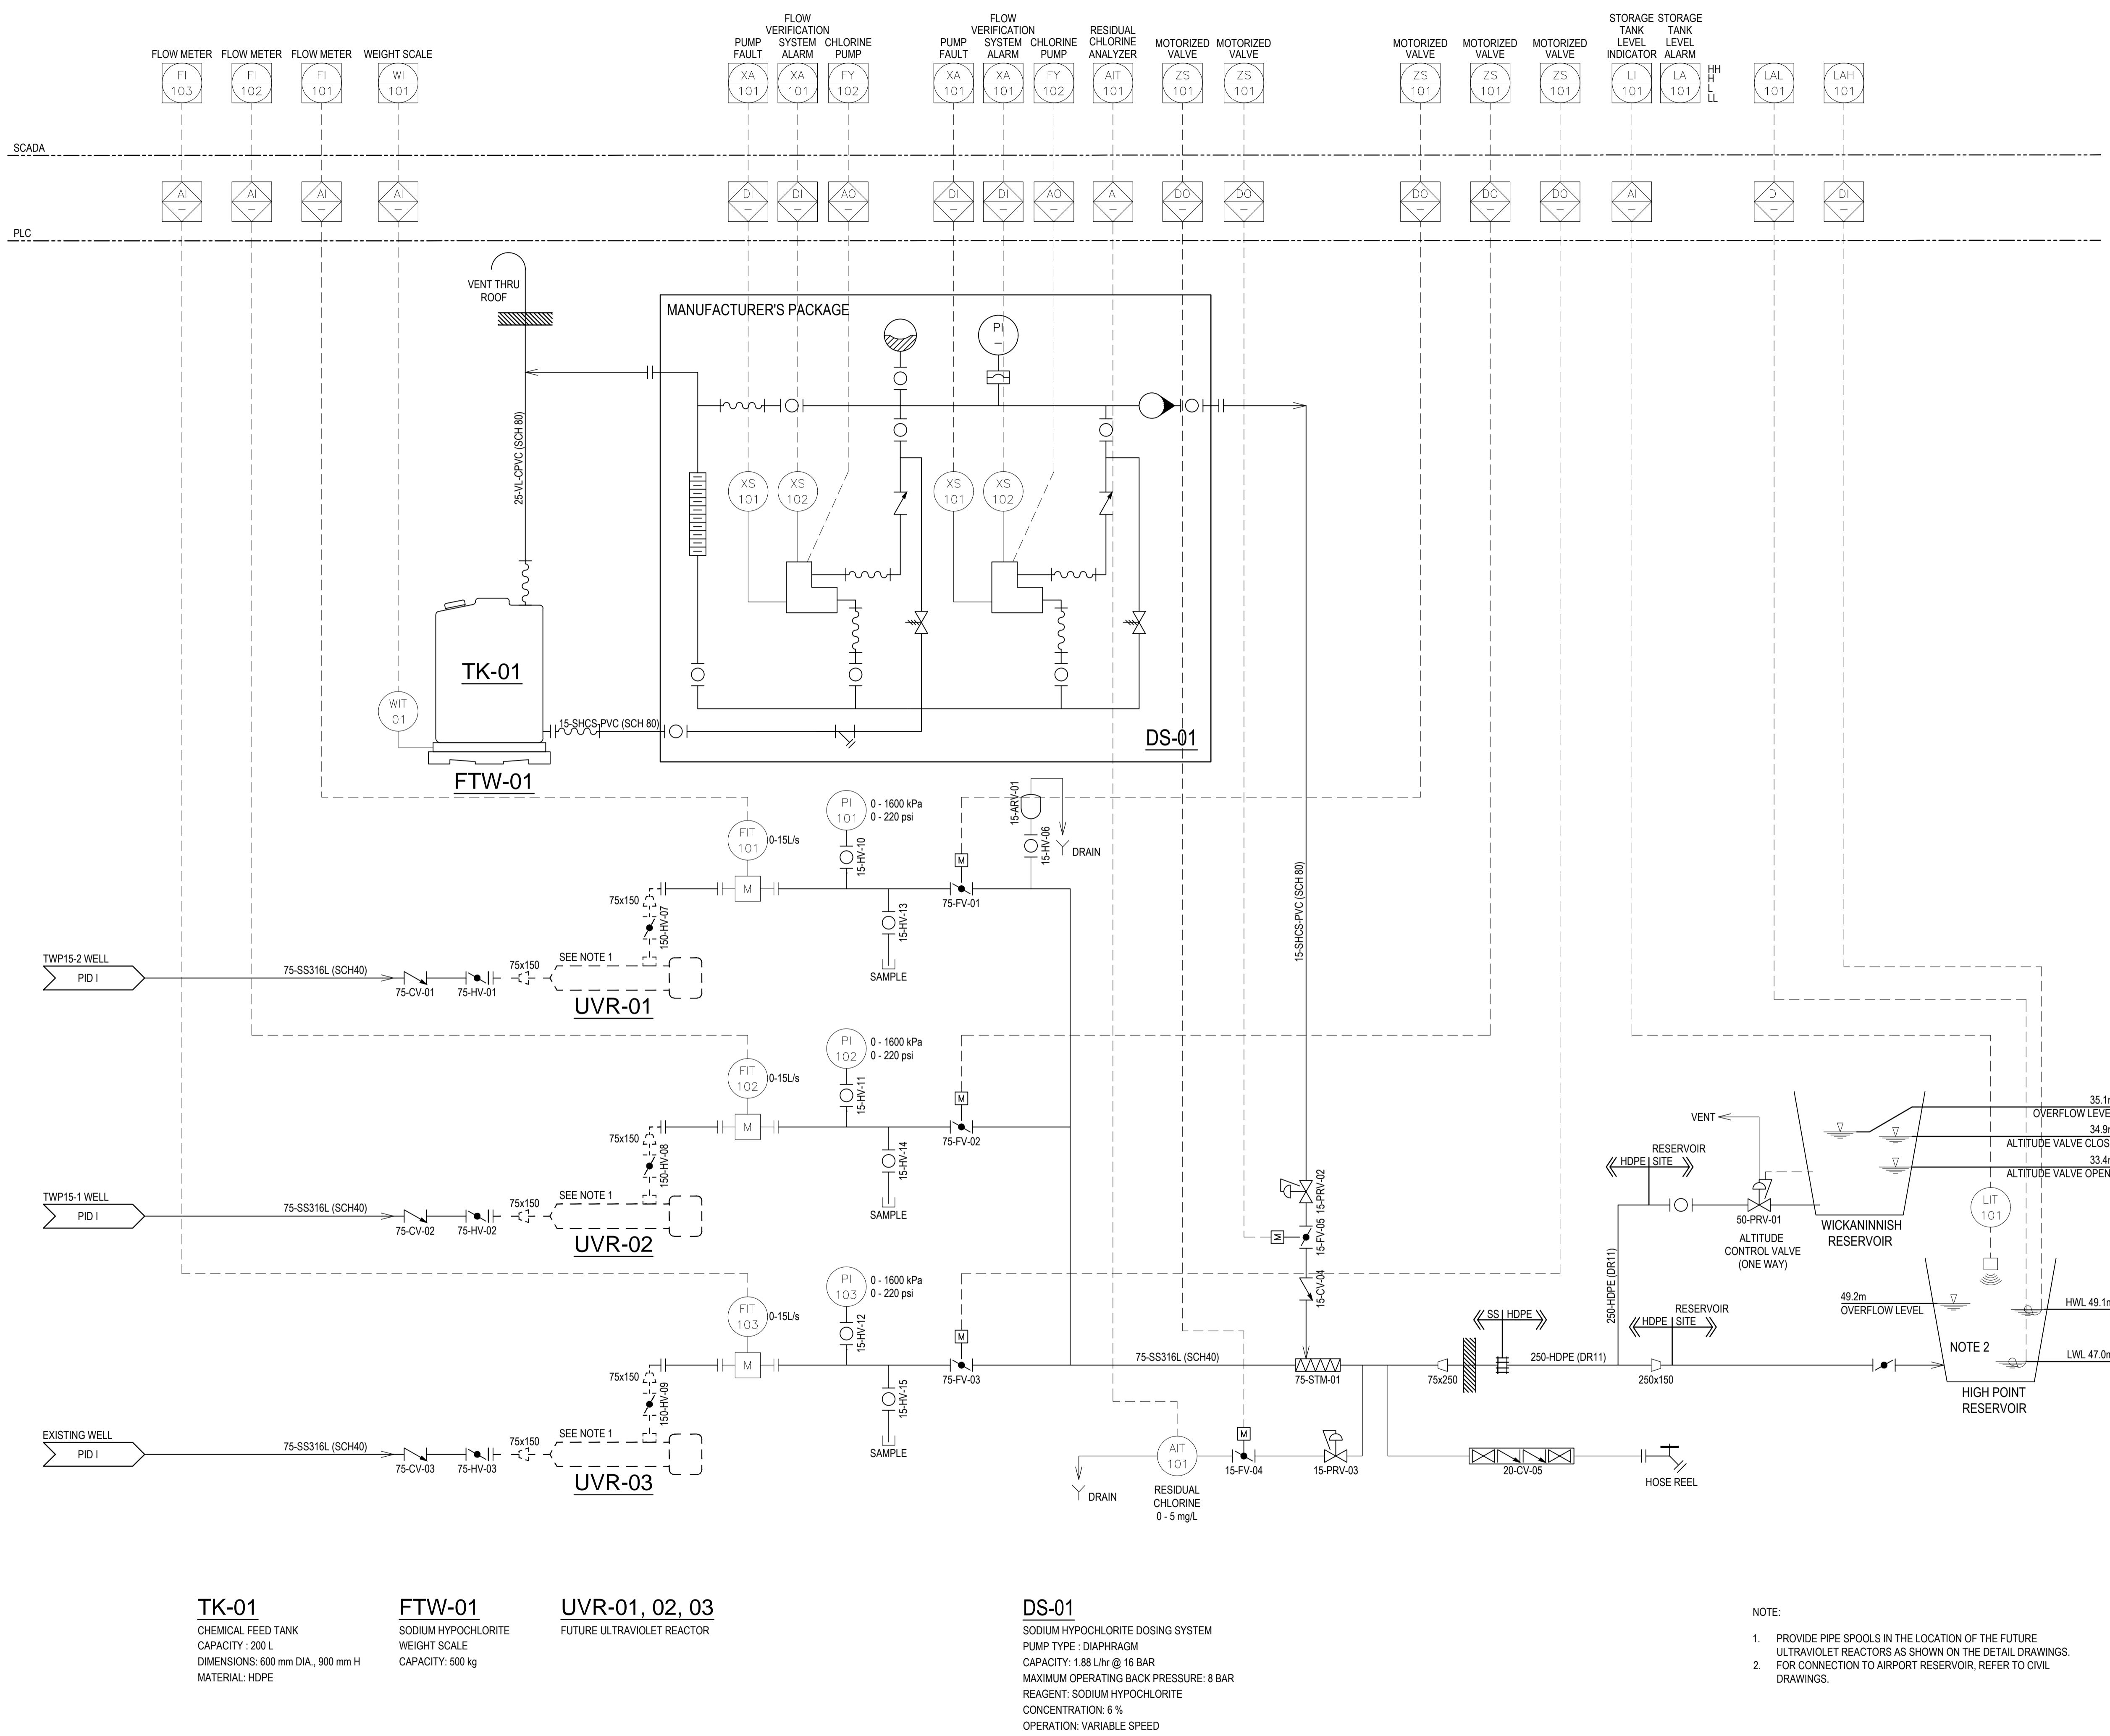 FLOW METER
FLOW METER
FLOW METER
WEIGHT SCALE
PUMP
FAULT
FLOW
VERIFICATION
SYSTEM
ALARM
CHLORINE
PUMP
PUMP
FAULT
FLOW
VERIFICATION
SYSTEM
ALARM
CHLORINE
PUMP
RESIDUAL
CHLORINE
ANALYZER
MOTORIZED
VALVE
MOTORIZED
VALVE
MOTORIZED
VALVE
MOTORIZED
VALVE
MOTORIZED
VALVE
STORAGE
TANK
LEVEL
INDICATOR
STORAGE
TANK
LEVEL
ALARM
FI
103
FI
102
FI
101
WI
101
XA
101
XA
101
FY
102
XA
101
XA
101
FY
102
AIT
101
ZS
101
ZS
101
ZS
101
ZS
101
ZS
101
LI
101
LA
101
HH
H
L
LL
LAL
101
LAH
101
SCADA
AI
–
AI
–
AI
–
AI
–
DI
–
DI
–
AO
–
DI
–
DI
–
AO
–
AI
–
DO
–
DO
–
DO
–
DO
–
DO
–
AI
–
DI
–
DI
–
PLC
VENT THRU
ROOF
25-VL-CPVC (SCH 80)
MANUFACTURER'S PACKAGE
PI
–
XS
101
XS
102
XS
101
XS
102
TK-01
WIT
01
15-SHCS-PVC (SCH 80)
FTW-01
DS-01
FIT
101
0-15L/s
PI
101
0 - 1600 kPa
0 - 220 psi
15-HV-10
M
M
75-FV-01
15-ARV-01
15-HV-06
DRAIN
15-HV-13
SAMPLE
75x150
150-HV-07
TWP15-2 WELL
PID I
75-SS316L (SCH40)
75-CV-01
75-HV-01
75x150
SEE NOTE 1
UVR-01
15-SHCS-PVC (SCH 80)
FIT
102
0-15L/s
PI
102
0 - 1600 kPa
0 - 220 psi
15-HV-11
M
M
75-FV-02
15-HV-14
SAMPLE
75x150
150-HV-08
TWP15-1 WELL
PID I
75-SS316L (SCH40)
75-CV-02
75-HV-02
75x150
SEE NOTE 1
UVR-02
15-PRV-02
M
15-FV-05
15-CV-04
FIT
103
0-15L/s
PI
103
0 - 1600 kPa
0 - 220 psi
15-HV-12
M
M
75-FV-03
15-HV-15
SAMPLE
75x150
150-HV-09
EXISTING WELL
PID I
75-SS316L (SCH40)
75-CV-03
75-HV-03
75x150
SEE NOTE 1
UVR-03
75-SS316L (SCH40)
75-STM-01
75x250
SS
HDPE
250-HDPE (DR11)
250-HDPE (DR11)
HDPE
RESERVOIR
SITE
250x150
HDPE
RESERVOIR
SITE
VENT
50-PRV-01
ALTITUDE
CONTROL VALVE
(ONE WAY)
WICKANINNISH
RESERVOIR
35.1
OVERFLOW LEVE
34.9
ALTITUDE VALVE CLOS
33.4
ALTITUDE VALVE OPEN
LIT
101
49.2m
OVERFLOW LEVEL
HWL 49.1
NOTE 2
LWL 47.0
HIGH POINT
RESERVOIR
DRAIN
AIT
101
RESIDUAL
CHLORINE
0 - 5 mg/L
M
15-FV-04
15-PRV-03
20-CV-05
HOSE REEL
TK-01
CHEMICAL FEED TANK
CAPACITY : 200 L
DIMENSIONS: 600 mm DIA., 900 mm H
MATERIAL: HDPE
FTW-01
SODIUM HYPOCHLORITE
WEIGHT SCALE
CAPACITY: 500 kg
UVR-01, 02, 03
FUTURE ULTRAVIOLET REACTOR
DS-01
SODIUM HYPOCHLORITE DOSING SYSTEM
PUMP TYPE : DIAPHRAGM
CAPACITY: 1.88 L/hr @ 16 BAR
MAXIMUM OPERATING BACK PRESSURE: 8 BAR
REAGENT: SODIUM HYPOCHLORITE
CONCENTRATION: 6 %
OPERATION: VARIABLE SPEED
NOTE:
1. PROVIDE PIPE SPOOLS IN THE LOCATION OF THE FUTURE
ULTRAVIOLET REACTORS AS SHOWN ON THE DETAIL DRAWINGS.
2. FOR CONNECTION TO AIRPORT RESERVOIR, REFER TO CIVIL
DRAWINGS.